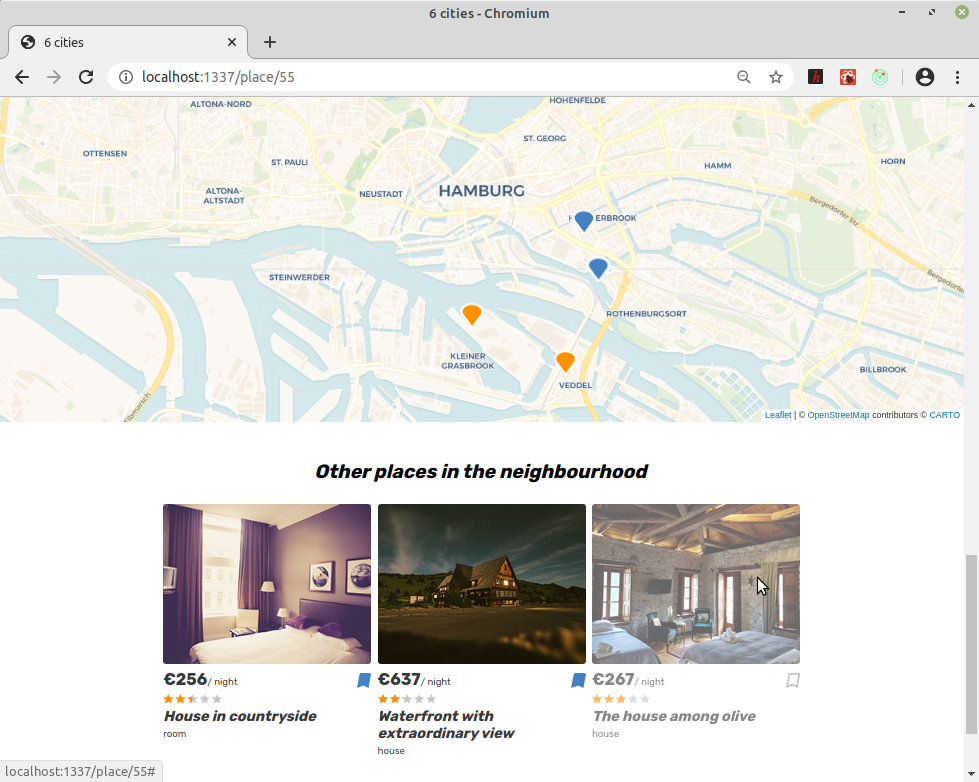 6 cities - Chromium
6 cities
localhost:1337/place/55
ALTONA-NORD
HOHENFELDE
ST. GEORG
OTTENSEN
ST. PAULI
HAMM
HORN
ALTONA-
ALTSTADT
NEUSTADT
HAMBURG
Bergedorfer Str.
H
ERBROOK
STEINWERDER
Bergedorfer
ROTHENBURGSORT
KLEINER
GRASBROOK
VEDDEL
BILLBROOK
Leaflet | © OpenStreetMap contributors © CARTO
Other places in the neighbourhood
€256/ night
House in countryside
room
€637/ night
Waterfront with
extraordinary view
house
€267/ night
The house among olive
house
localhost:1337/place/55#